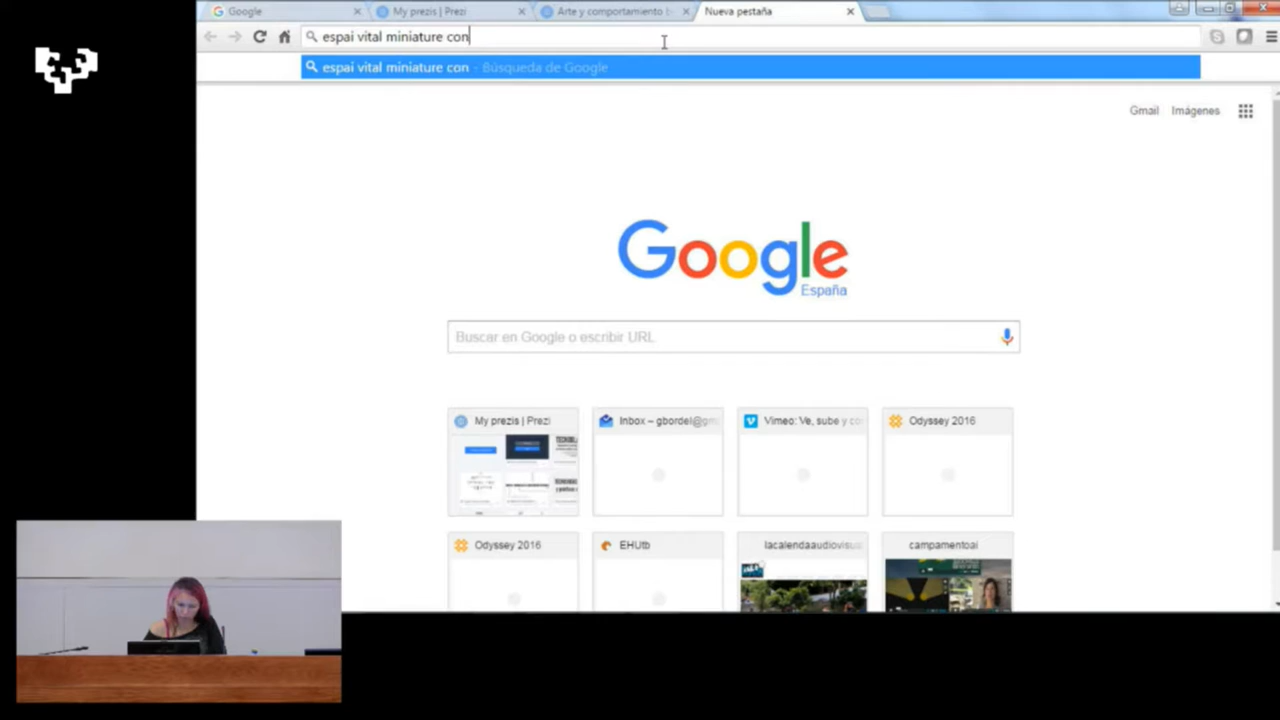 Google
My prezis | Prezi
Arte y comportamiento
Nueva pestaña
espai vital miniature con
espai vital miniature con - Búsqueda de Google
Gmail Imágenes
Google
España
Buscar en Google o escribir URL
My prezis | Prezi
Inbox – gbordel@gm
Vimeo: Ve, sube y co
Odyssey 2016
Odyssey 2016
EHUtb
lacalendaaudiovisu
campamentoai